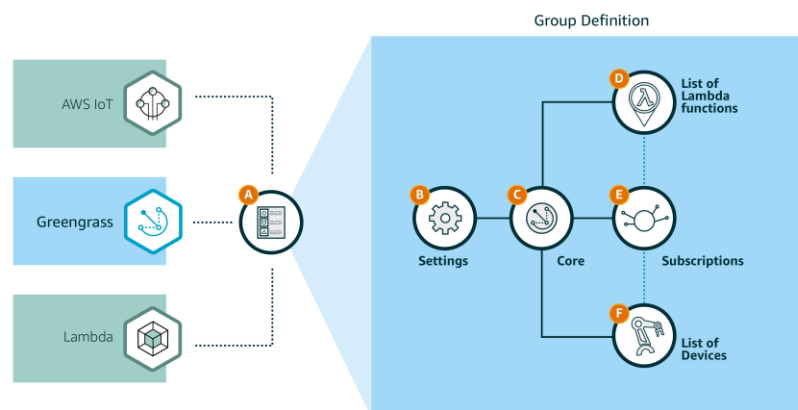 Group Definition
AWS IoT
Greengrass
Lambda
A
B
Settings
C
Core
D
List of
Lambda
functions
E
Subscriptions
F
List of
Devices